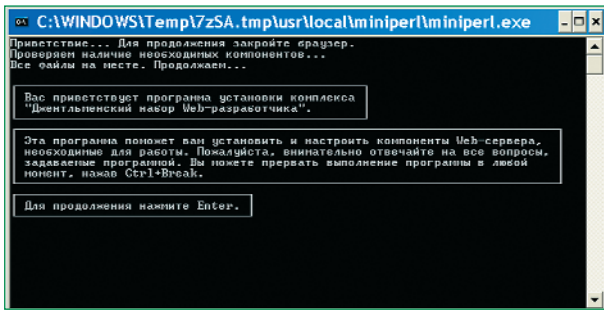 C:\WINDOWS\Temp\7zSA.tmp\usr\local\miniperl\miniperl.exe
Приветствие... Для продолжения закройте браузер.
Проверяем наличие необходимых компонентов...
Все файлы на месте. Продолжаем...
Вас приветствует программа установки комплекса
"Джентльменский набор Web-разработчика".
Эта программа поможет вам установить и настроить компоненты Web-сервера,
необходимые для работы. Пожалуйста, внимательно отвечайте на все вопросы,
задаваемые программой. Вы можете прервать выполнение программы в любой
момент, нажав Ctrl+Break.
Для продолжения нажмите Enter.